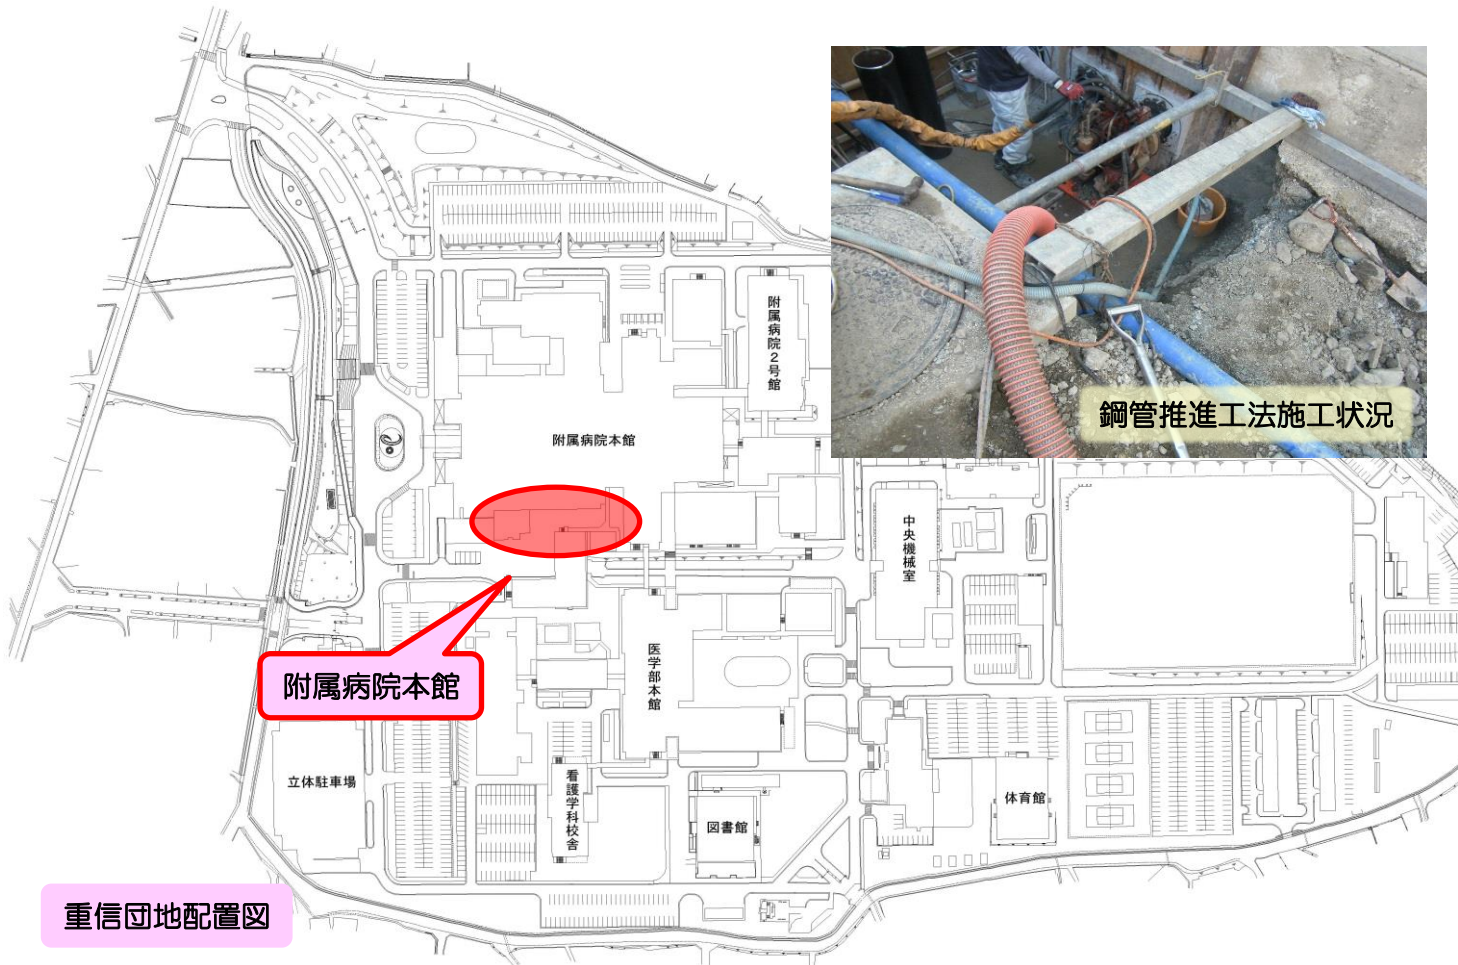 附属病院2号館
鋼管推進工法施工状況
附属病院本館
中央機械室
医学部本館
附属病院本館
立体駐車場
看護学科校舎
体育館
図書館
重信団地配置図